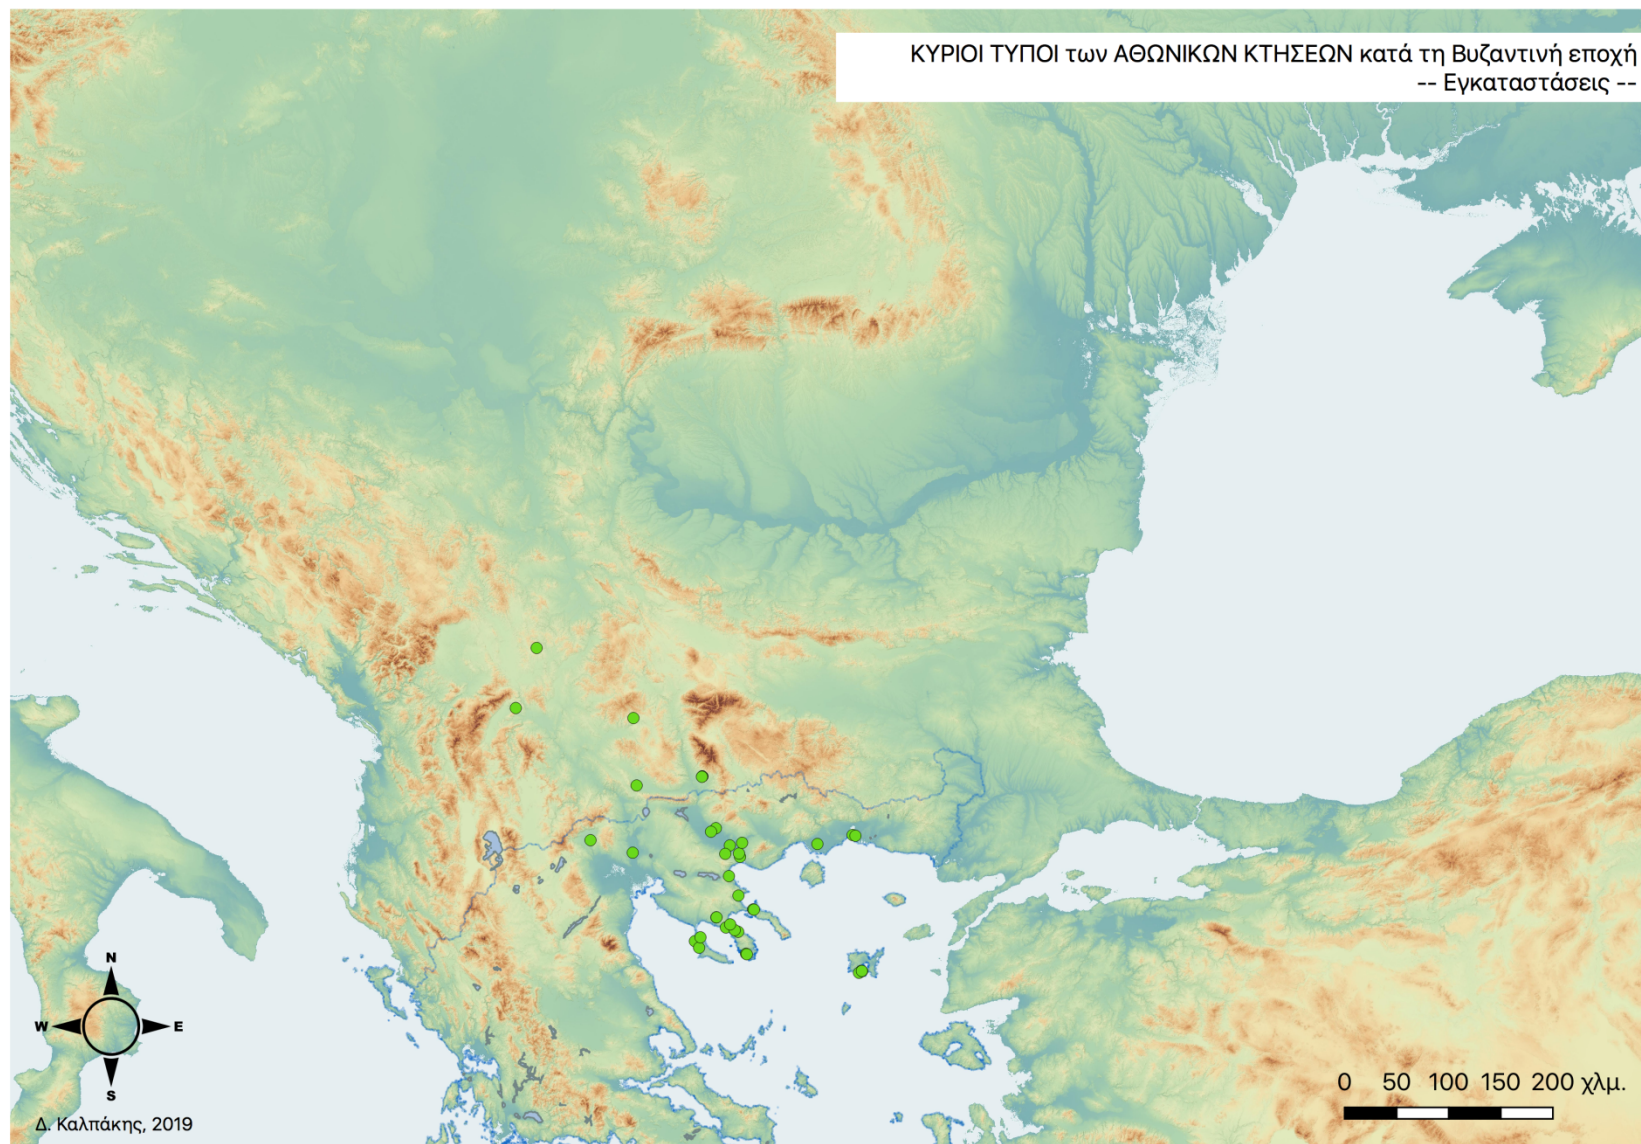 ΚΥΡΙΟΙ ΤΥΠΟΙ των ΑΘΩΝΙΚΩΝ ΚΤΗΣΕΩΝ κατά τη Βυζαντινή εποχή
-- Εγκαταστάσεις --
N
W E
S
0 50 100 150 200 χλμ.
Δ. Καλπάκης, 2019